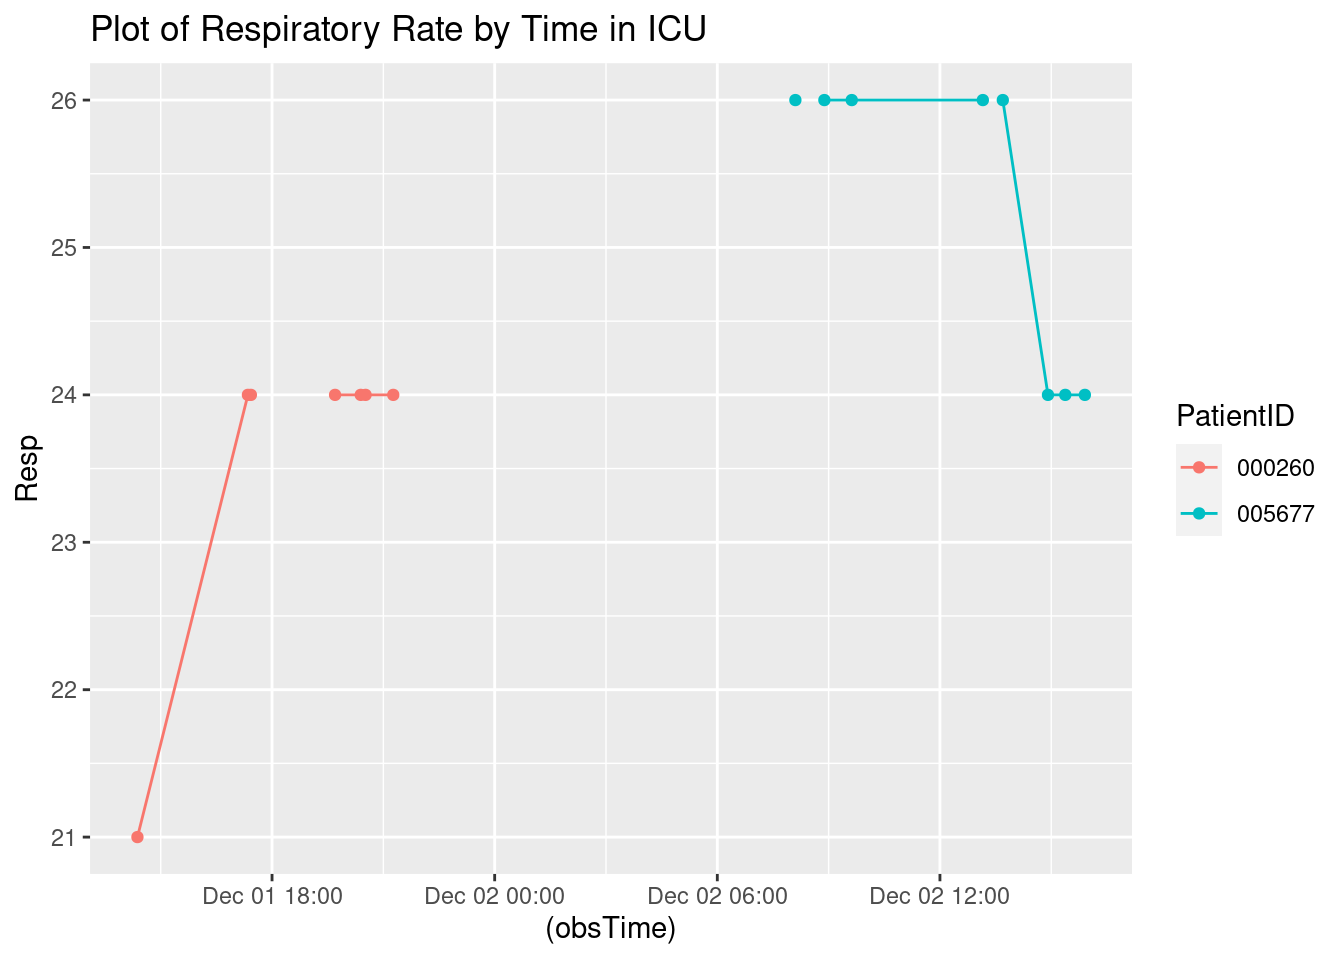 Plot of Respiratory Rate by Time in ICU
26
25
24
23
22
21
Resp
Dec 01 18:00
Dec 02 00:00
Dec 02 06:00
Dec 02 12:00
(obsTime)
PatientID
000260
005677